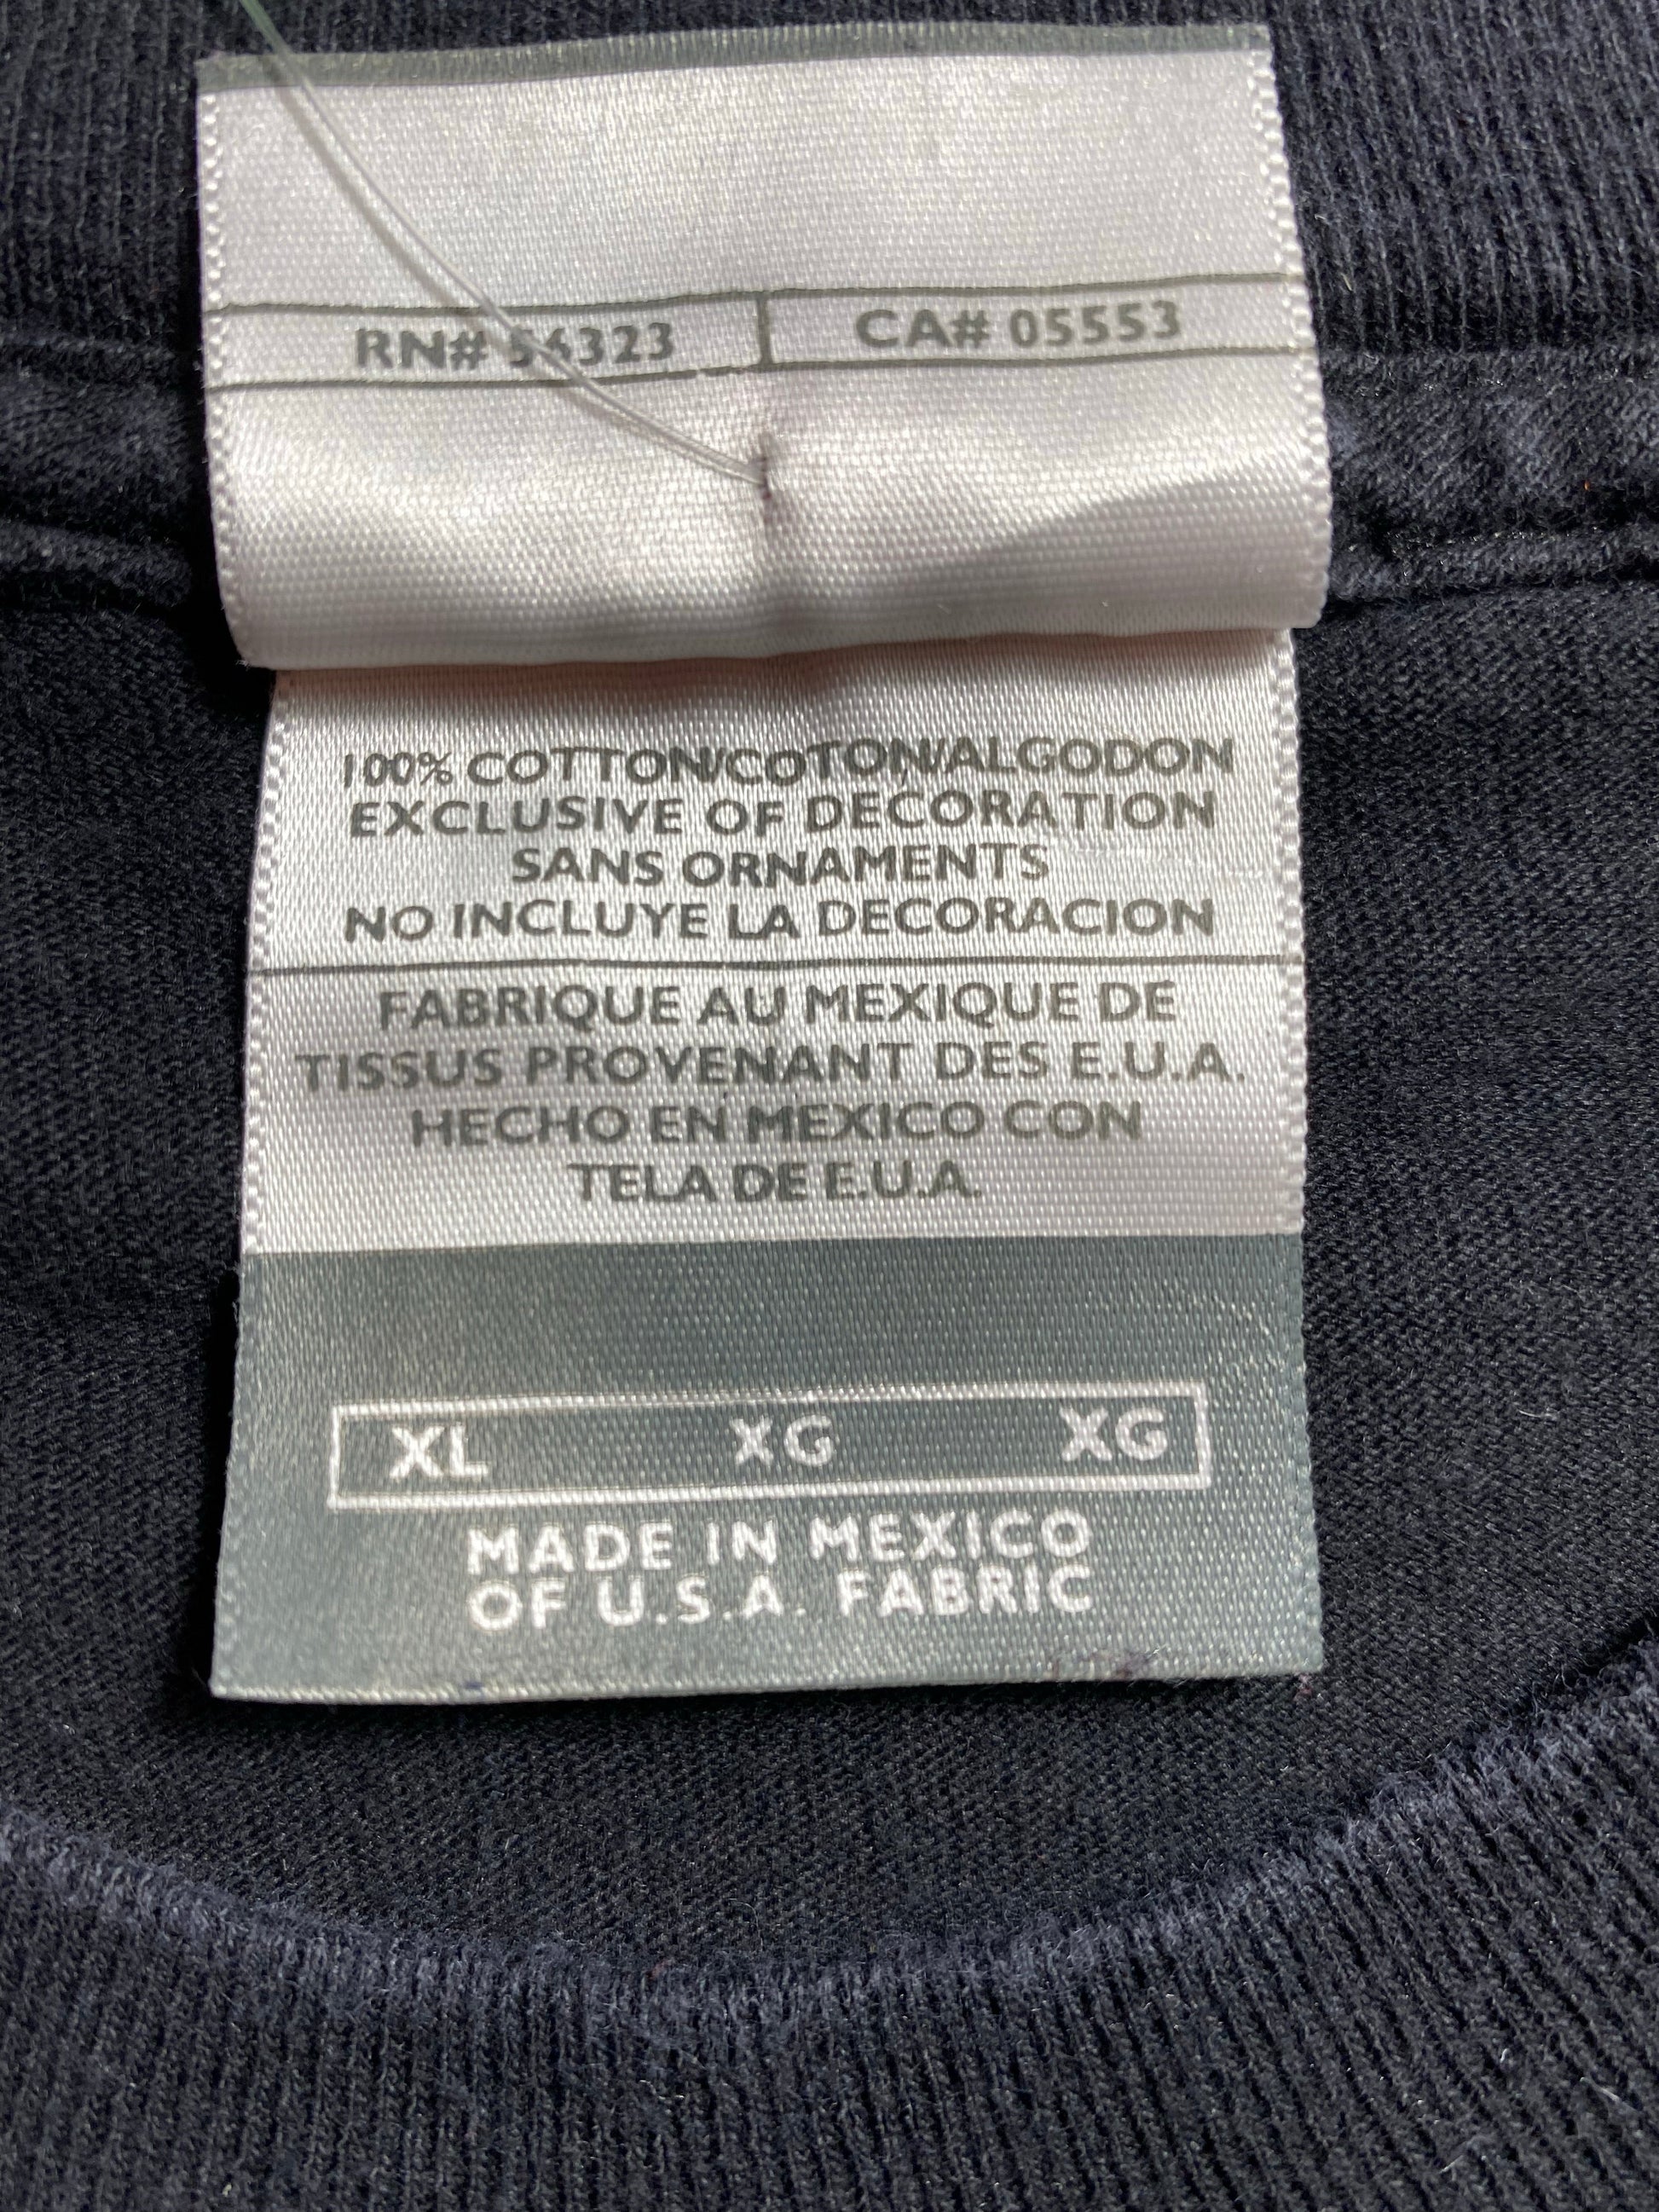 RN# 56323 CA# 05553
100% COTTON/COTON/ALGODON
EXCLUSIVE OF DECORATION
SANS ORNAMENTS
NO INCLUYE LA DECORACION
FABRIQUE AU MEXIQUE DE
TISSUS PROVENANT DES E.U.A.
HECHO EN MEXICO CON
TELA DE E.U.A.
XL XG XG
MADE IN MEXICO
OF U.S.A. FABRIC